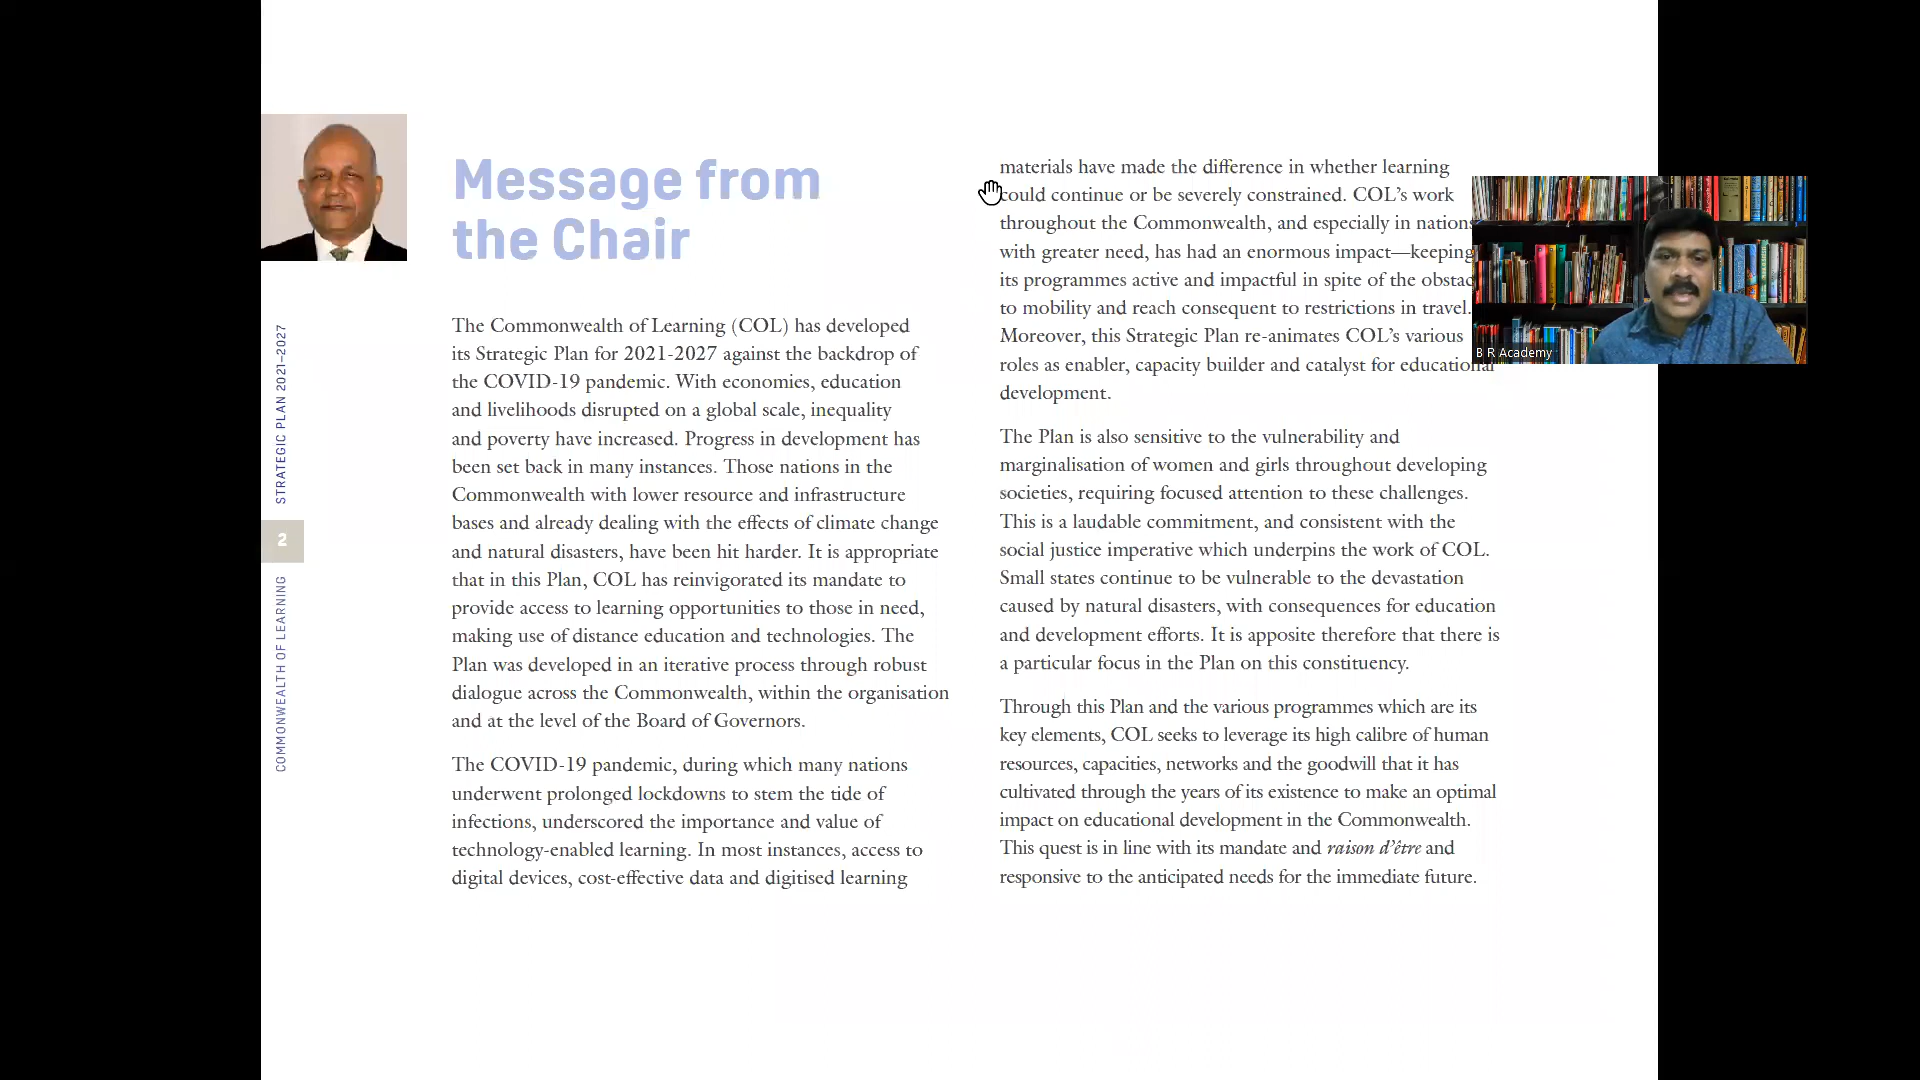 Message from
the Chair
The Commonwealth of Learning (COL) has developed
its Strategic Plan for 2021-2027 against the backdrop of
the COVID-19 pandemic. With economies, education
and livelihoods disrupted on a global scale, inequality
and poverty have increased. Progress in development has
been set back in many instances. Those nations in the
Commonwealth with lower resource and infrastructure
bases and already dealing with the effects of climate change
and natural disasters, have been hit harder. It is appropriate
that in this Plan, COL has reinvigorated its mandate to
provide access to learning opportunities to those in need,
making use of distance education and technologies. The
Plan was developed in an iterative process through robust
dialogue across the Commonwealth, within the organisation
and at the level of the Board of Governors.
The COVID-19 pandemic, during which many nations
underwent prolonged lockdowns to stem the tide of
infections, underscored the importance and value of
technology-enabled learning. In most instances, access to
digital devices, cost-effective data and digitised learning
materials have made the difference in whether learning
could continue or be severely constrained. COL's work
throughout the Commonwealth, and especially in nations
with greater need, has had an enormous impact—keeping
its programmes active and impactful in spite of the
to mobility and reach consequent to restrictions in travel.
Moreover, this Strategic Plan re-animates COL's various
roles as enabler, capacity builder and catalyst for educational
development.
The Plan is also sensitive to the vulnerability and
marginalisation of women and girls throughout developing
societies, requiring focused attention to these challenges.
This is a laudable commitment, and consistent with the
social justice imperative which underpins the work of COL.
Small states continue to be vulnerable to the devastation
caused by natural disasters, with consequences for education
and development efforts. It is apposite therefore that there is
a particular focus in the Plan on this constituency.
Through this Plan and the various programmes which are its
key elements, COL seeks to leverage its high calibre of human
resources, capacities, networks and the goodwill that it has
cultivated through the years of its existence to make an optimal
impact on educational development in the Commonwealth.
This quest is in line with its mandate and raison d'être and
responsive to the anticipated needs for the immediate future.
STRATEGIC PLAN 2021–2027
2
COMMONWEALTH OF LEARNING
B R Academy